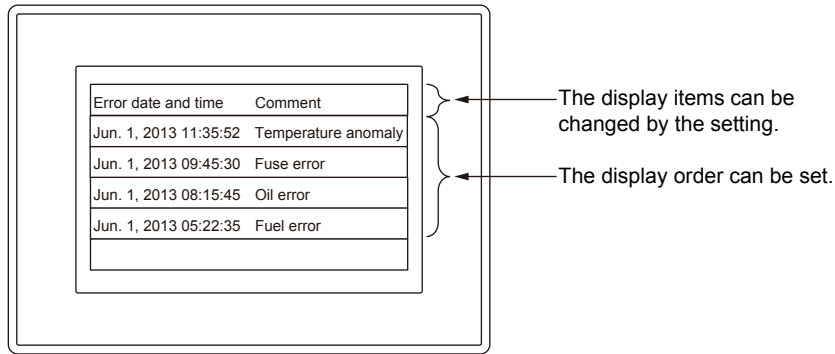 Error date and time Comment
Jun. 1, 2013 11:35:52 Temperature anomaly
Jun. 1, 2013 09:45:30 Fuse error
Jun. 1, 2013 08:15:45 Oil error
Jun. 1, 2013 05:22:35 Fuel error
The display items can be
changed by the setting.
The display order can be set.